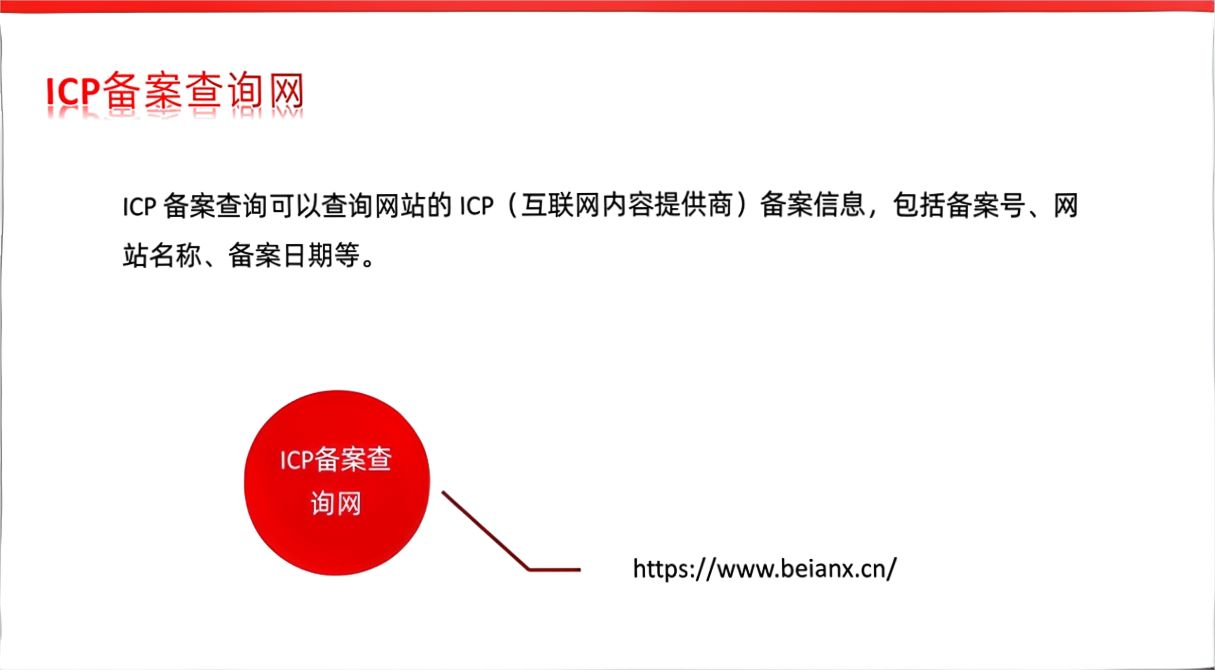 ICP备案查询网
ICP 备案查询可以查询网站的 ICP（互联网内容提供商）备案信息，包括备案号、网
站名称、备案日期等。
ICP备案查
询网
https://www.beianx.cn/